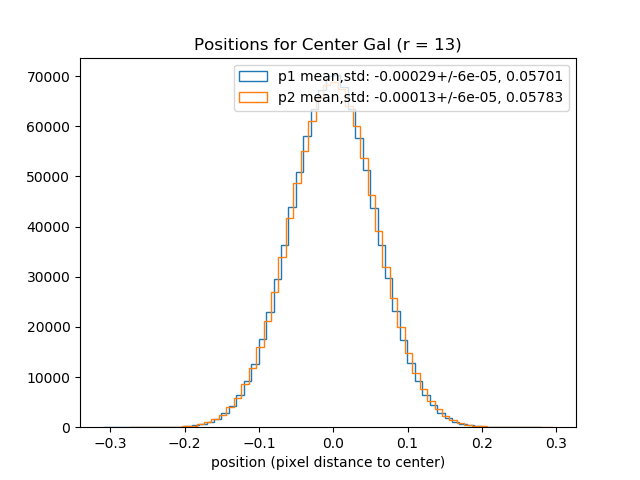 Positions for Center Gal (r = 13)
p1 mean,std: -0.00029+/-6e-05, 0.05701
p2 mean,std: -0.00013+/-6e-05, 0.05783
70000
60000
50000
40000
30000
20000
10000
0
−0.3 −0.2 −0.1 0.0 0.1 0.2 0.3
position (pixel distance to center)